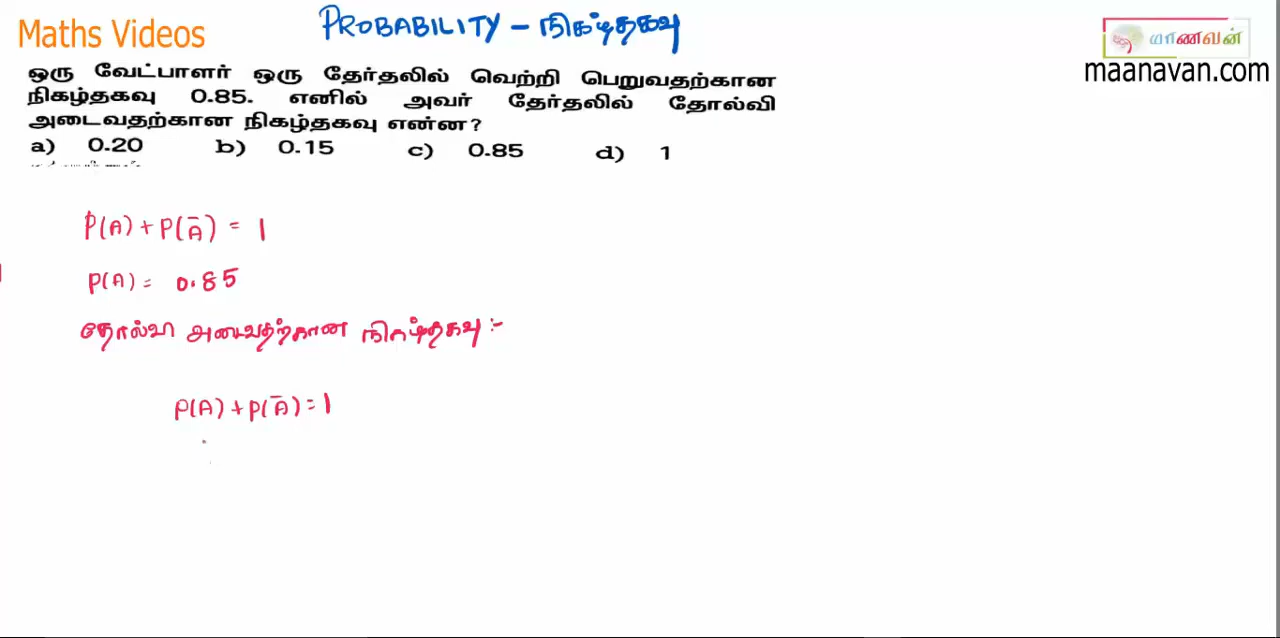 PROBABILITY - நிகழ்தகவு
Maths Videos
மாணவன்
maanavan.com
ஒரு வேட்பாளர் ஒரு தேர்தலில் வெற்றி பெறுவதற்கான
நிகழ்தகவு 0.85. எனில் அவர் தேர்தலில் தோல்வி
அடைவதற்கான நிகழ்தகவு என்ன?
a) 0.20 b) 0.15 c) 0.85 d) 1
P(A) + P(Ā) = 1
P(A) = 0.85
தோல்வி அடைவதற்கான நிகழ்தகவு :-
P(A) + P(Ā) = 1